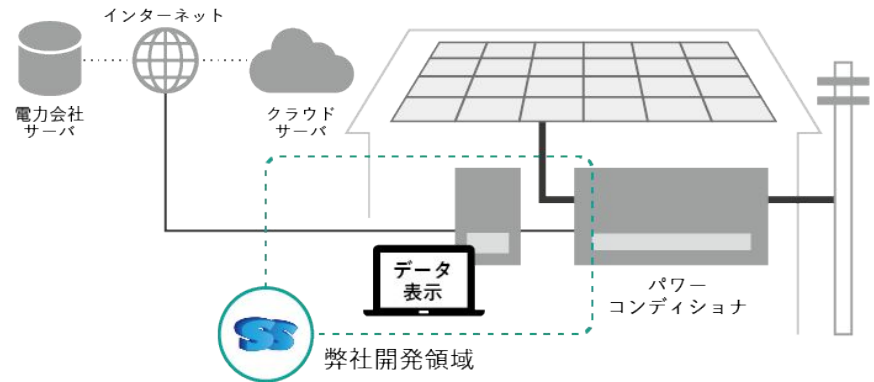 インターネット
電力会社
サーバ
クラウド
サーバ
データ
表示
パワー
コンディショナ
SS
弊社開発領域